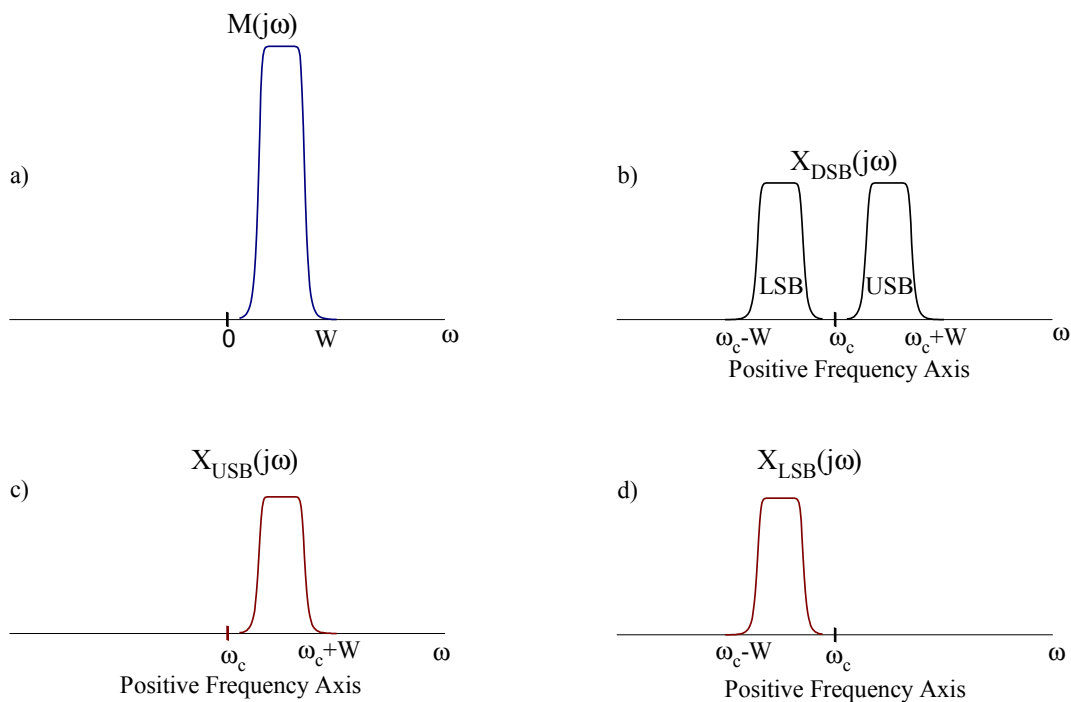 M(jω)
a)
0
W
ω
X_DSB(jω)
b)
LSB
USB
ω_c-W
ω_c
ω_c+W
ω
Positive Frequency Axis
X_USB(jω)
c)
ω_c
ω_c+W
ω
Positive Frequency Axis
X_LSB(jω)
d)
ω_c-W
ω_c
ω
Positive Frequency Axis